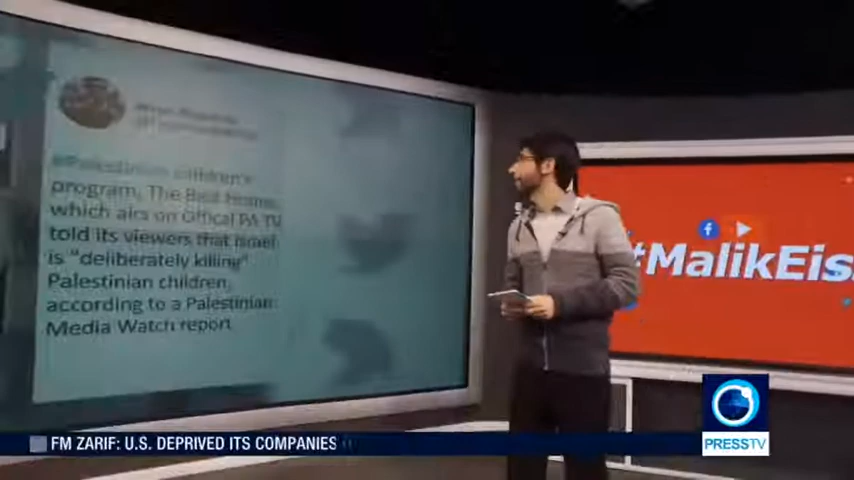 #Palestinian children's
program, The Best Home,
which airs on Offical PA TV
told its viewers that Israel
is "deliberately killing"
Palestinian children,
according to a Palestinian
Media Watch report
#MalikEis
FM ZARIF: U.S. DEPRIVED ITS COMPANIES
PRESSTV